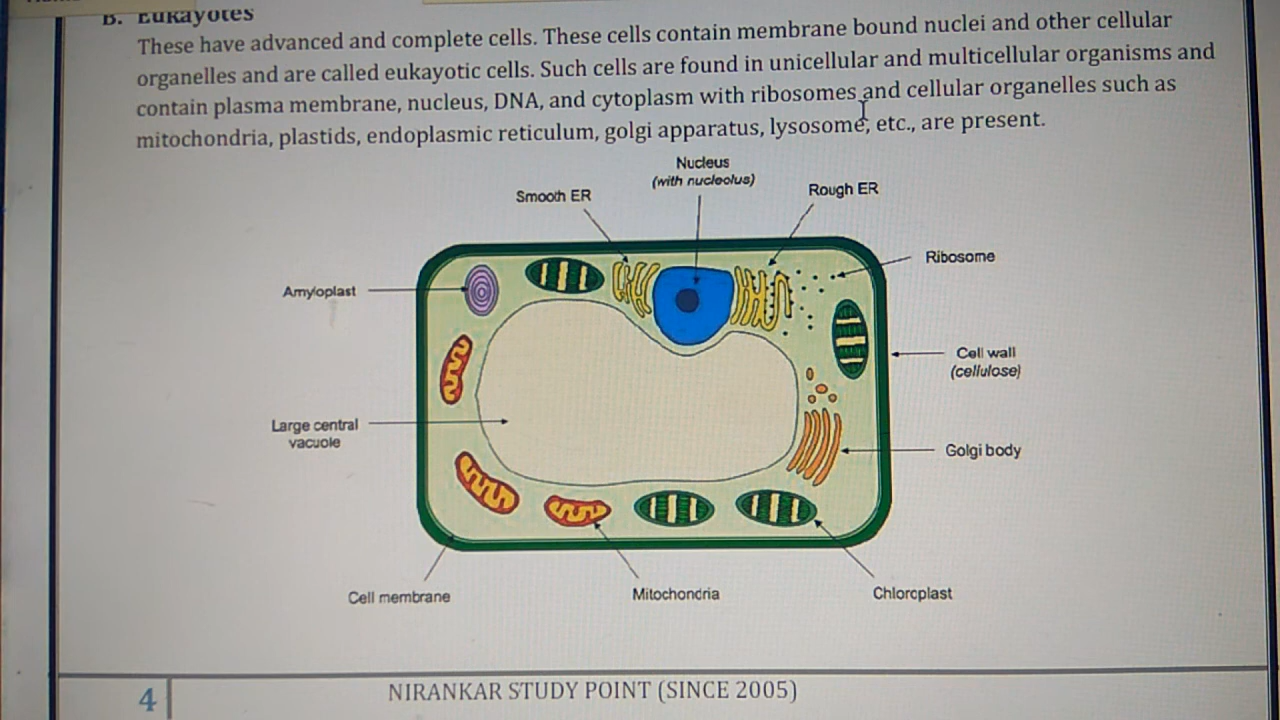 B. Eukayotes
These have advanced and complete cells. These cells contain membrane bound nuclei and other cellular
organelles and are called eukayotic cells. Such cells are found in unicellular and multicellular organisms and
contain plasma membrane, nucleus, DNA, and cytoplasm with ribosomes and cellular organelles such as
mitochondria, plastids, endoplasmic reticulum, golgi apparatus, lysosome, etc., are present.
Nucleus
(with nucleolus)
Smooth ER
Rough ER
Ribosome
Amyloplast
Cell wall
(cellulose)
Large central
vacuole
Golgi body
Cell membrane
Mitochondria
Chloroplast
4
NIRANKAR STUDY POINT (SINCE 2005)